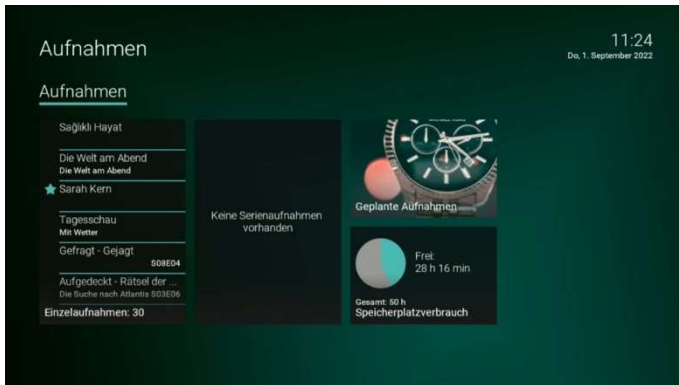 Aufnahmen
11:24
Do, 1. September 2022
Aufnahmen
Sağlıklı Hayat
Die Welt am Abend
Die Welt am Abend
Sarah Kern
Tagesschau
Mit Wetter
Gefragt - Gejagt
S08E04
Aufgedeckt - Rätsel der ...
Die Suche nach Atlantis S03E06
Einzelaufnahmen: 30
Keine Serienaufnahmen
vorhanden
Geplante Aufnahmen
Frei:
28 h 16 min
Gesamt: 50 h
Speicherplatzverbrauch